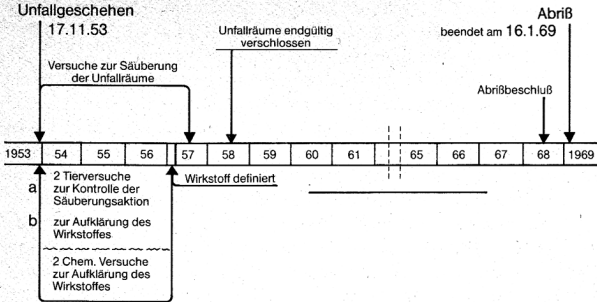 Unfallgeschehen
17.11.53
Unfallräume endgültig
verschlossen
Abriß
beendet am 16.1.69
Versuche zur Säuberung
der Unfallräume
Abrißbeschluß
1953 54 55 56 57 58 59 60 61 65 66 67 68 1969
a 2 Tierversuche
zur Kontrolle der
Säuberungsaktion
b zur Aufklärung des
Wirkstoffes
Wirkstoff definiert
2 Chem. Versuche
zur Aufklärung des
Wirkstoffes